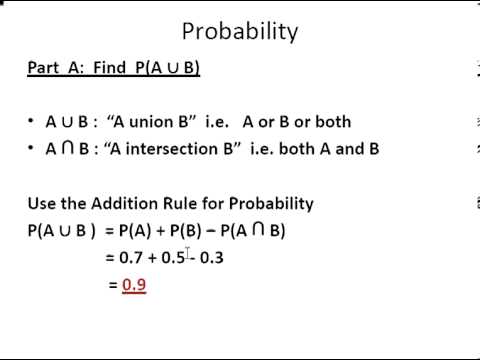 Probability
Part A: Find P(A ∪ B)
• A ∪ B : “A union B” i.e. A or B or both
• A ⋂ B : “A intersection B” i.e. both A and B
Use the Addition Rule for Probability
P(A ∪ B ) = P(A) + P(B) – P(A ⋂ B)
= 0.7 + 0.5 - 0.3
= 0.9